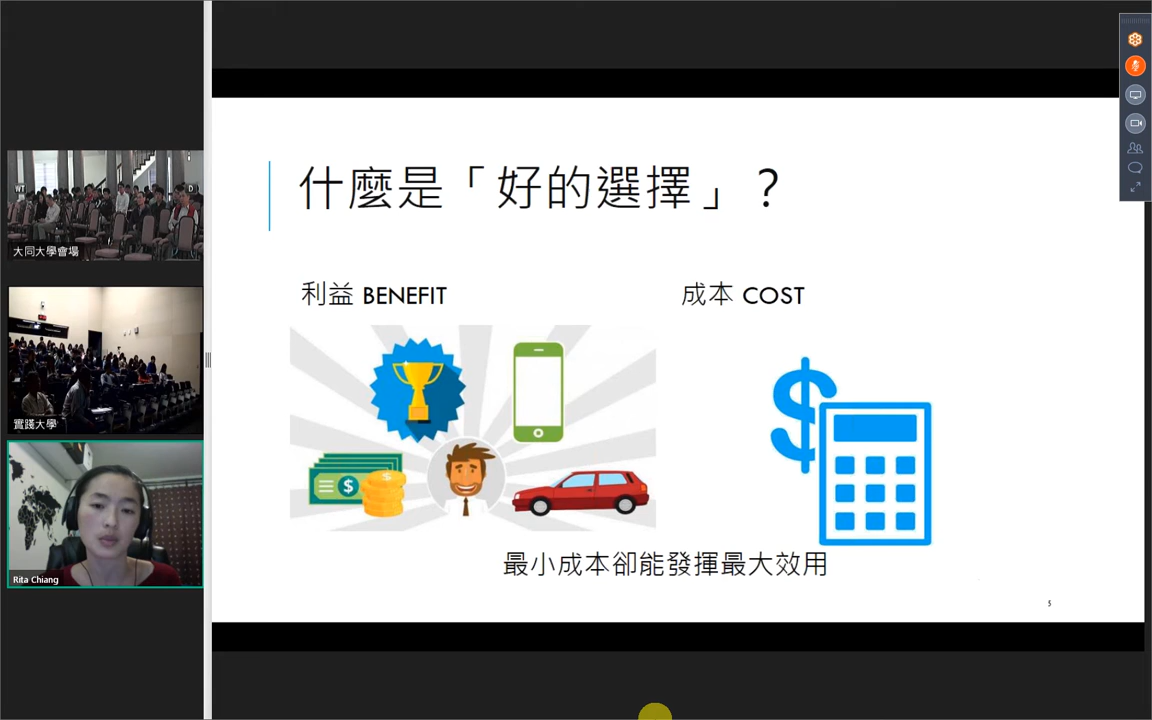 什麼是「好的選擇」？
利益 BENEFIT
成本 COST
最小成本卻能發揮最大效用
5
WT
D
大同大學會場
實踐大學
Rita Chiang